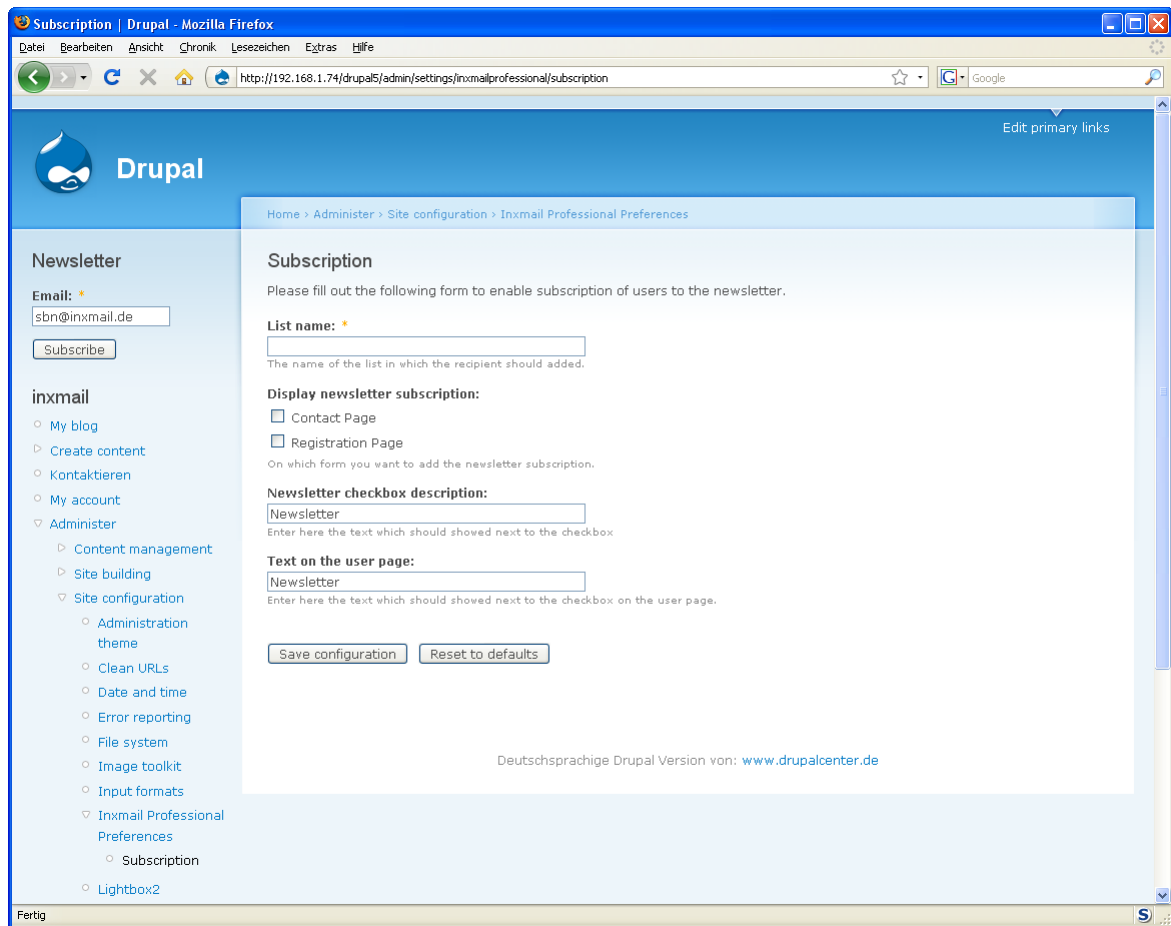 Subscription | Drupal - Mozilla Firefox
Datei Bearbeiten Ansicht Chronik Lesezeichen Extras Hilfe
http://192.168.1.74/drupal5/admin/settings/inxmailprofessional/subscription
G Google
Edit primary links
Drupal
Home › Administer › Site configuration › Inxmail Professional Preferences
Newsletter
Email: *
sbn@inxmail.de
Subscribe
inxmail
My blog
Create content
Kontaktieren
My account
Administer
Content management
Site building
Site configuration
Administration
theme
Clean URLs
Date and time
Error reporting
File system
Image toolkit
Input formats
Inxmail Professional
Preferences
Subscription
Lightbox2
Subscription
Please fill out the following form to enable subscription of users to the newsletter.
List name: *
The name of the list in which the recipient should added.
Display newsletter subscription:
Contact Page
Registration Page
On which form you want to add the newsletter subscription.
Newsletter checkbox description:
Newsletter
Enter here the text which should showed next to the checkbox
Text on the user page:
Newsletter
Enter here the text which should showed next to the checkbox on the user page.
Save configuration Reset to defaults
Deutschsprachige Drupal Version von: www.drupalcenter.de
Fertig
S